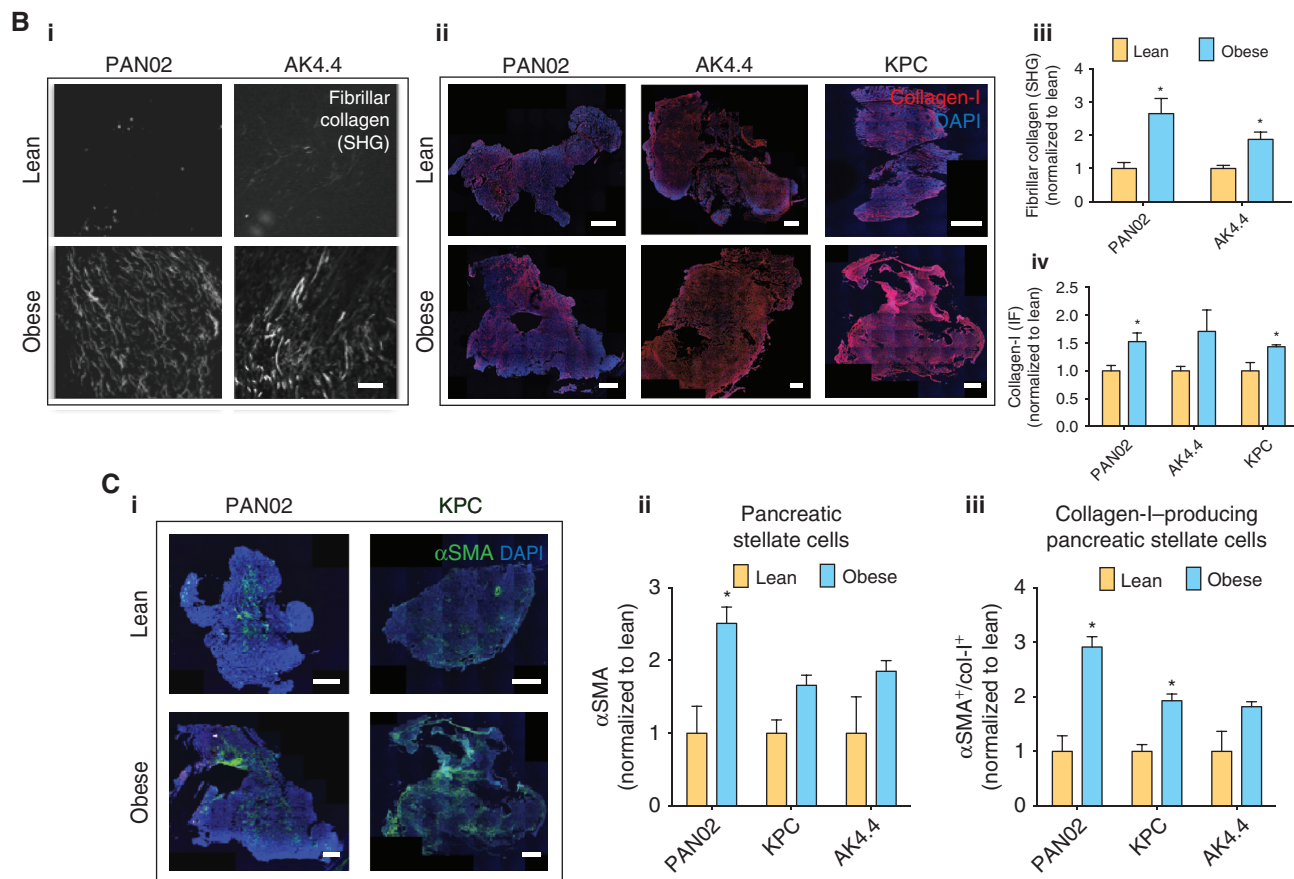 B
i
PAN02 AK4.4
Lean
Obese
Fibrillar
collagen
(SHG)
ii
PAN02 AK4.4 KPC
Lean
Obese
Collagen-I
DAPI
iii
Lean Obese
Fibrillar collagen (SHG)
(normalized to lean)
4
3
2
1
0
* *
PAN02 AK4.4
iv
Collagen-I (IF)
(normalized to lean)
2.5
2.0
1.5
1.0
0.5
0.0
* *
PAN02 AK4.4 KPC
C
i
PAN02 KPC
Lean
Obese
αSMA DAPI
ii
Pancreatic
stellate cells
Lean Obese
αSMA
(normalized to lean)
3
2
1
0
*
PAN02 KPC AK4.4
iii
Collagen-I–producing
pancreatic stellate cells
Lean Obese
αSMA⁺/col-I⁺
(normalized to lean)
4
3
2
1
0
* *
PAN02 KPC AK4.4